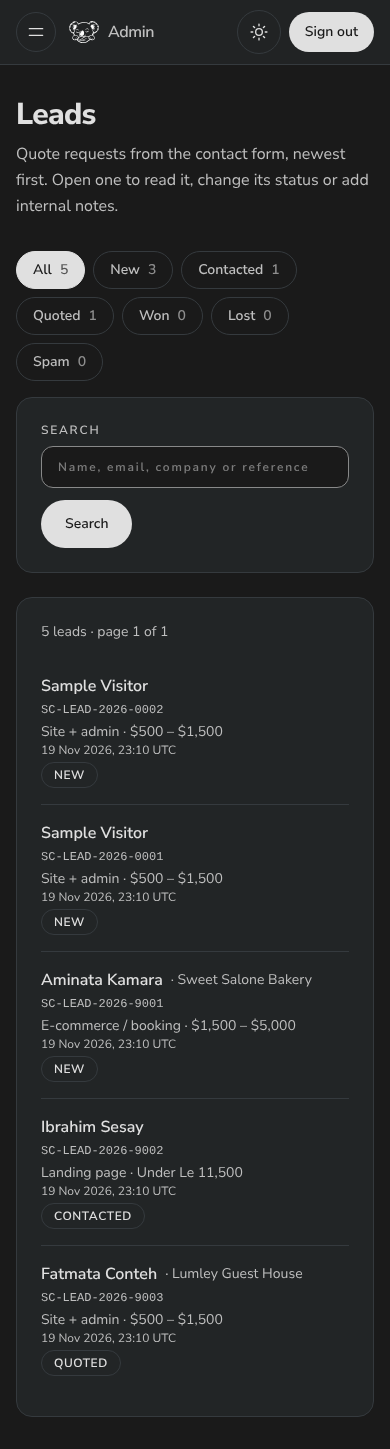 Admin
Sign out
Leads
Quote requests from the contact form, newest
first. Open one to read it, change its status or add
internal notes.
All 5 New 3 Contacted 1
Quoted 1 Won 0 Lost 0
Spam 0
SEARCH
Name, email, company or reference
Search
5 leads · page 1 of 1
Sample Visitor
SC-LEAD-2026-0002
Site + admin · $500 – $1,500
19 Nov 2026, 23:10 UTC
NEW
Sample Visitor
SC-LEAD-2026-0001
Site + admin · $500 – $1,500
19 Nov 2026, 23:10 UTC
NEW
Aminata Kamara · Sweet Salone Bakery
SC-LEAD-2026-9001
E-commerce / booking · $1,500 – $5,000
19 Nov 2026, 23:10 UTC
NEW
Ibrahim Sesay
SC-LEAD-2026-9002
Landing page · Under Le 11,500
19 Nov 2026, 23:10 UTC
CONTACTED
Fatmata Conteh · Lumley Guest House
SC-LEAD-2026-9003
Site + admin · $500 – $1,500
19 Nov 2026, 23:10 UTC
QUOTED